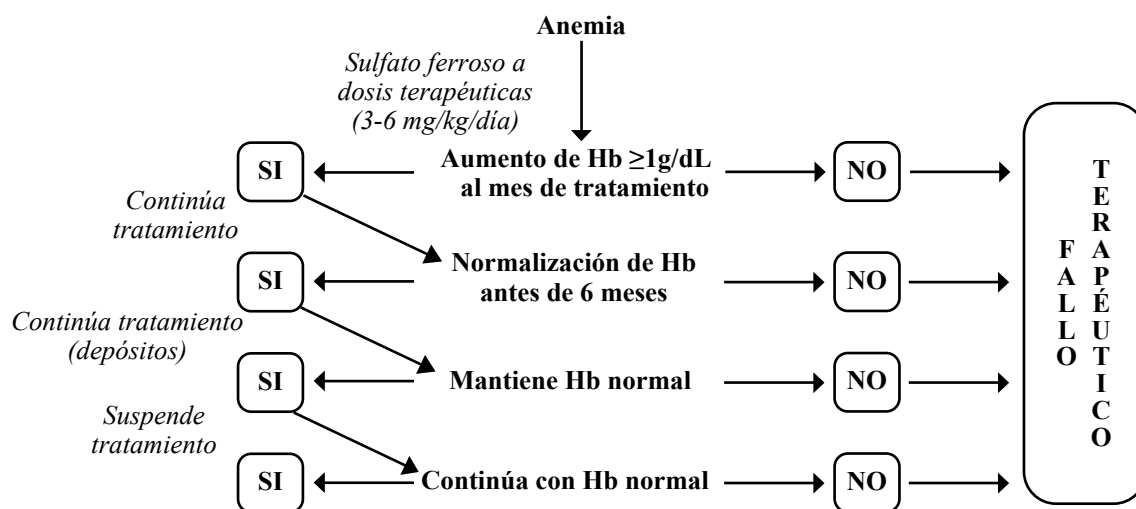 Anemia
Sulfato ferroso a
dosis terapéuticas
(3-6 mg/kg/día)
SI
Aumento de Hb ≥1g/dL
al mes de tratamiento
NO
Continúa
tratamiento
SI
Normalización de Hb
antes de 6 meses
NO
Continúa tratamiento
(depósitos)
SI
Mantiene Hb normal
NO
Suspende
tratamiento
SI
Continúa con Hb normal
NO
FALLO
TERAPÉUTICO